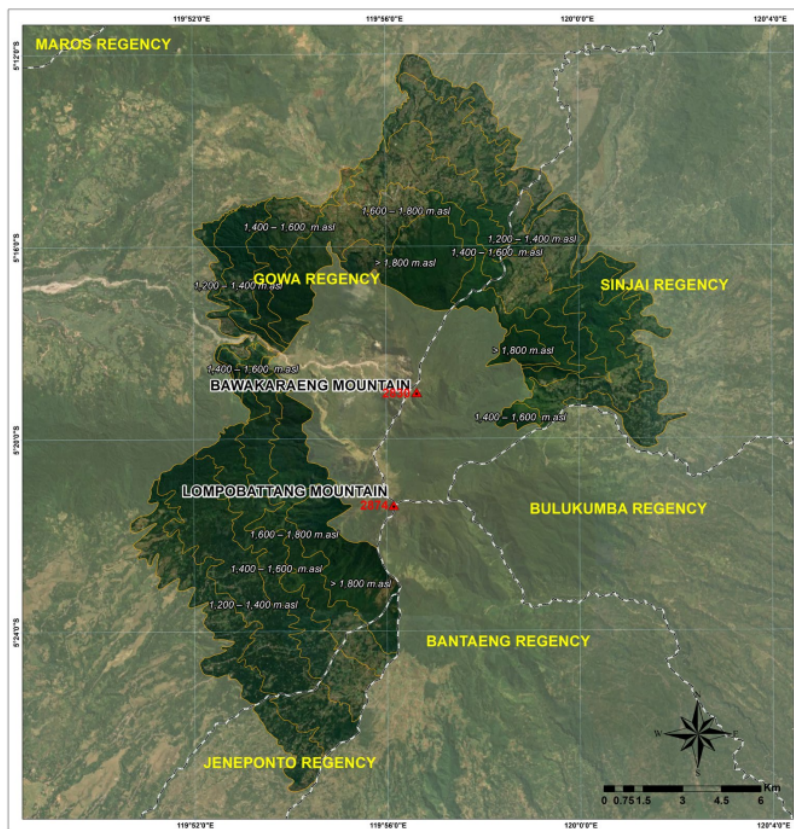 119°52'0"E 119°56'0"E 120°0'0"E 120°4'0"E
MAROS REGENCY
5°12'0"S
1,600 – 1,800 m.asl
1,400 – 1,600 m.asl
1,200 – 1,400 m.asl
5°16'0"S
1,400 – 1,600 m.asl
> 1,800 m.asl
GOWA REGENCY
1,200 – 1,400 m.asl
SINJAI REGENCY
> 1,800 m.asl
1,400 – 1,600 m.asl
BAWAKARAENG MOUNTAIN
2830
1,400 – 1,600 m.asl
5°20'0"S
LOMPOBATTANG MOUNTAIN
2874
BULUKUMBA REGENCY
1,600 – 1,800 m.asl
1,400 – 1,600 m.asl
> 1,800 m.asl
1,200 – 1,400 m.asl
5°24'0"S
BANTAENG REGENCY
N
W E
S
JENEPONTO REGENCY
Km
0 0.75 1.5 3 4.5 6
119°52'0"E 119°56'0"E 120°0'0"E 120°4'0"E